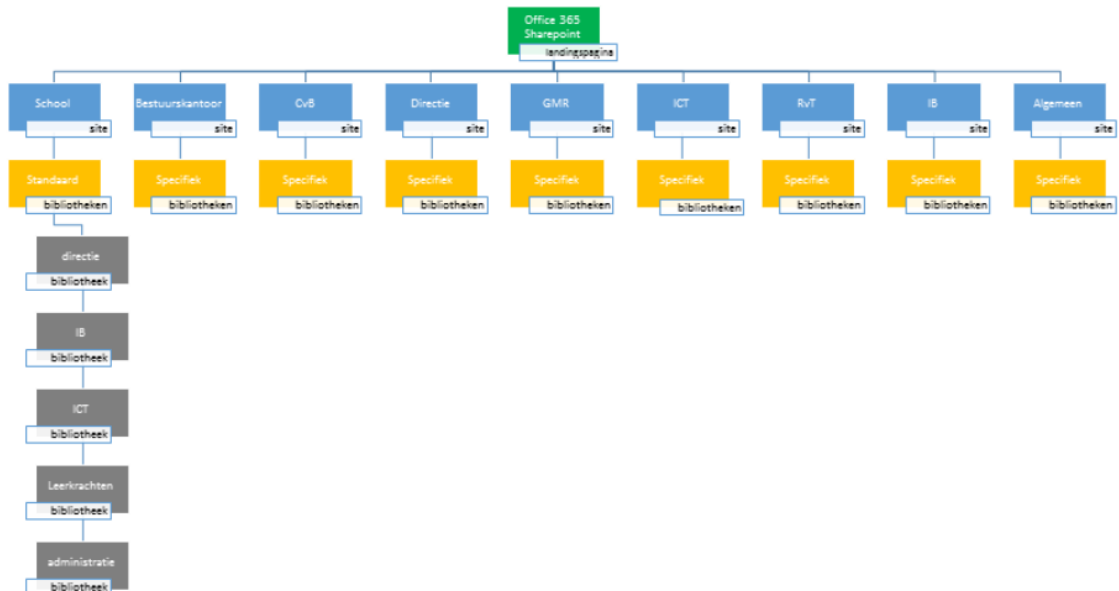 Office 365
Sharepoint
landingspagina
School
site
Bestuurskantoor
site
CvB
site
Directie
site
GMR
site
ICT
site
RvT
site
IB
site
Algemeen
site
Standaard
bibliotheken
Specifiek
bibliotheken
Specifiek
bibliotheken
Specifiek
bibliotheken
Specifiek
bibliotheken
Specifiek
bibliotheken
Specifiek
bibliotheken
Specifiek
bibliotheken
Specifiek
bibliotheken
directie
bibliotheek
IB
bibliotheek
ICT
bibliotheek
Leerkrachten
bibliotheek
administratie
bibliotheek